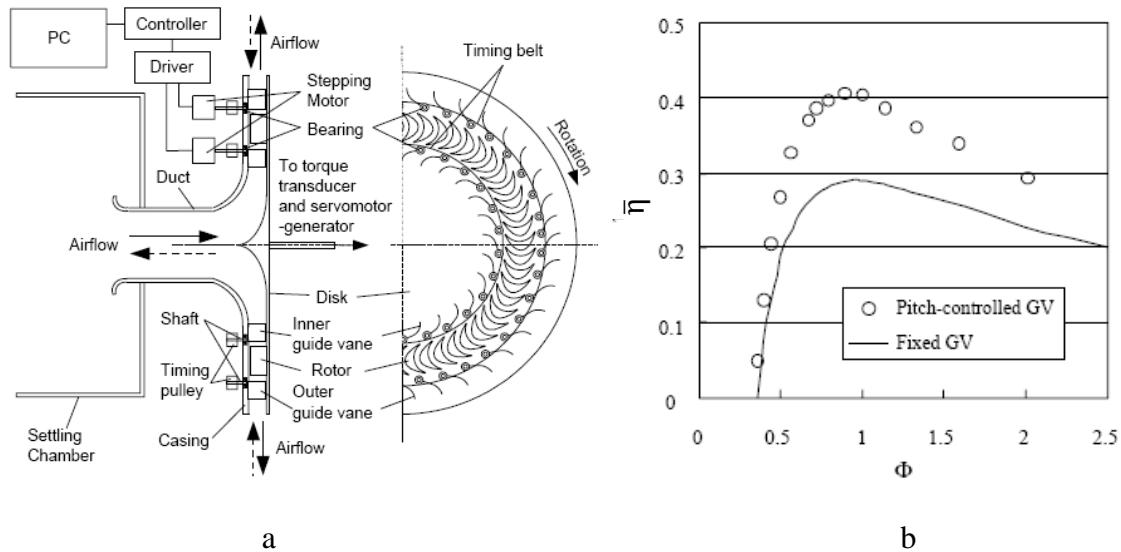 PC
Controller
Driver
Airflow
Stepping
Motor
Bearing
Timing belt
Rotation
Duct
To torque
transducer
and servomotor
-generator
Airflow
Disk
Shaft
Inner
guide vane
Timing
pulley
Rotor
Outer
guide vane
Settling
Chamber
Casing
Airflow
a
0.5
0.4
0.3
η̄
0.2
0.1
0
Pitch-controlled GV
Fixed GV
0
0.5
1
1.5
2
2.5
Φ
b